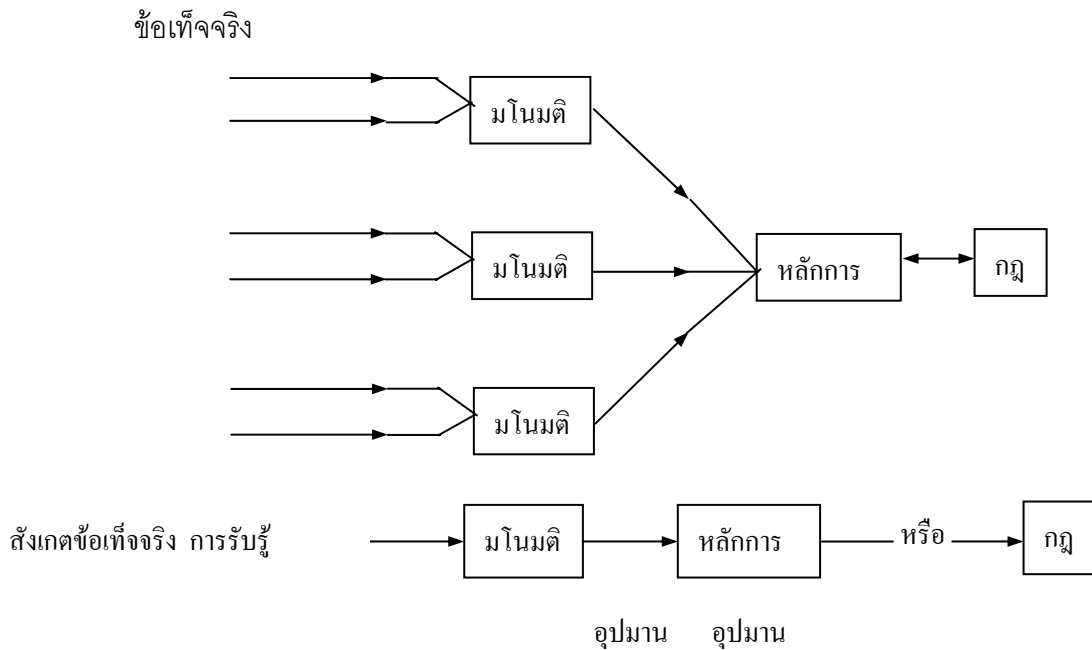 ข้อเท็จจริง
มโนมติ
มโนมติ
หลักการ
กฎ
มโนมติ
สังเกตข้อเท็จจริง การรับรู้ มโนมติ หลักการ หรือ กฎ
อุปมาน อุปมาน